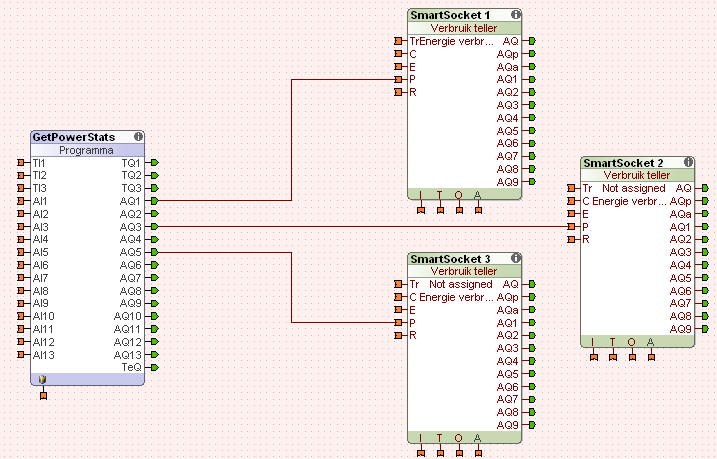 SmartSocket 1
Verbruik teller
Tr Energie verbr... AQ
C AQp
E AQa
P AQ1
R AQ2
AQ3
AQ4
AQ5
AQ6
AQ7
AQ8
AQ9
I T O A
GetPowerStats
Programma
TI1 TQ1
TI2 TQ2
TI3 TQ3
AI1 AQ1
AI2 AQ2
AI3 AQ3
AI4 AQ4
AI5 AQ5
AI6 AQ6
AI7 AQ7
AI8 AQ8
AI9 AQ9
AI10 AQ10
AI11 AQ11
AI12 AQ12
AI13 AQ13
TeQ
SmartSocket 2
Verbruik teller
Tr Not assigned AQ
C Energie verbr... AQp
E AQa
P AQ1
R AQ2
AQ3
AQ4
AQ5
AQ6
AQ7
AQ8
AQ9
I T O A
SmartSocket 3
Verbruik teller
Tr Not assigned AQ
C Energie verbr... AQp
E AQa
P AQ1
R AQ2
AQ3
AQ4
AQ5
AQ6
AQ7
AQ8
AQ9
I T O A